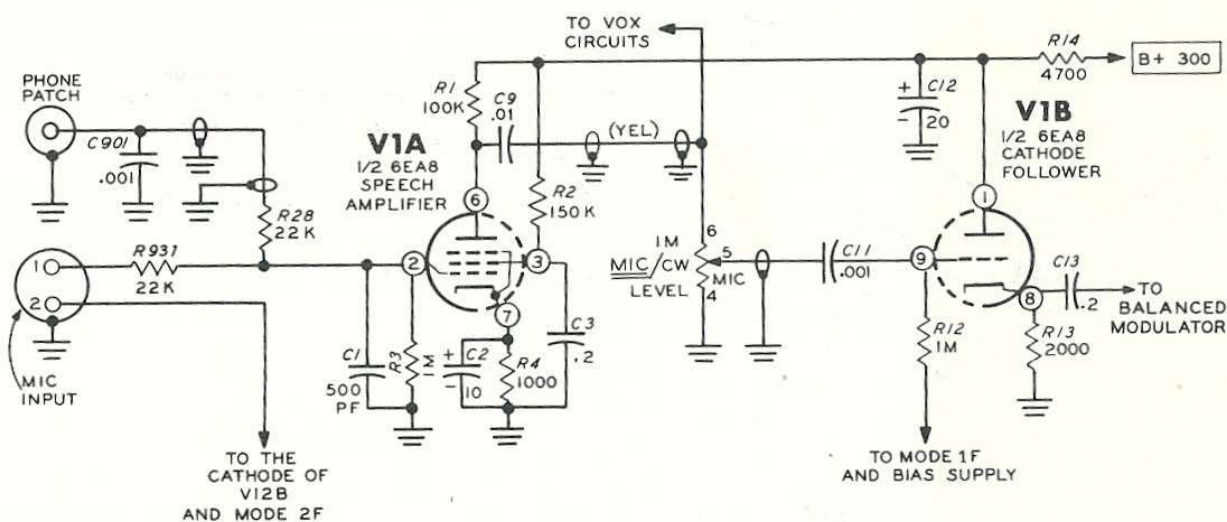 TO VOX
CIRCUITS
R14
4700
B+ 300
PHONE
PATCH
C901
.001
R1
100K
C9
.01
(YEL)
+
C12
-
20
V1B
1/2 6EA8
CATHODE
FOLLOWER
V1A
1/2 6EA8
SPEECH
AMPLIFIER
R28
22K
R2
150K
6
1
R931
22K
1
2
2
3
7
1M
MIC/CW
LEVEL
6
5
MIC
4
C11
.001
9
8
C13
.2
TO
BALANCED
MODULATOR
MIC
INPUT
C1
500
PF
R3
1M
+
C2
-
10
R4
1000
C3
.2
R12
1M
R13
2000
TO THE
CATHODE OF
V12B
AND MODE 2F
TO MODE 1F
AND BIAS SUPPLY